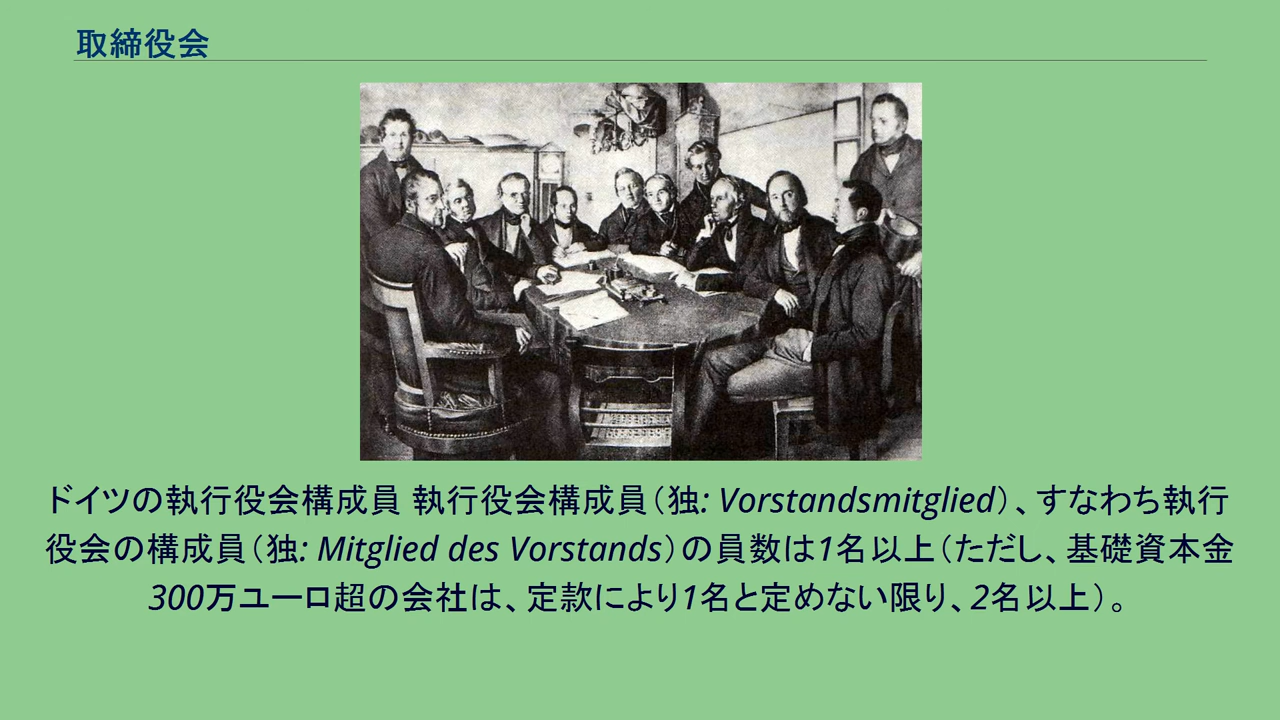 取締役会
ドイツの執行役会構成員 執行役会構成員（独: Vorstandsmitglied）、すなわち執行
役会の構成員（独: Mitglied des Vorstands）の員数は1名以上（ただし、基礎資本金
300万ユーロ超の会社は、定款により1名と定めない限り、2名以上）。